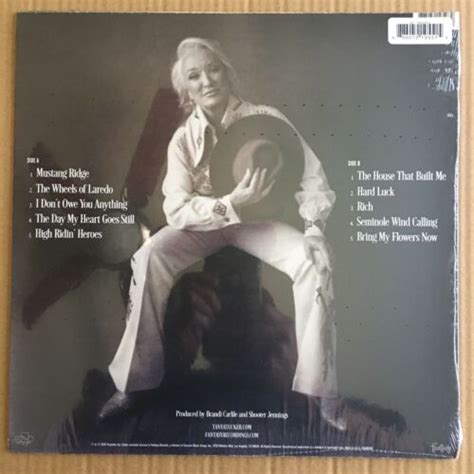 SIDE A
1. Mustang Ridge
2. The Wheels of Laredo
3. I Don't Owe You Anything
4. The Day My Heart Goes Still
5. High Ridin' Heroes
SIDE B
1. The House That Built Me
2. Hard Luck
3. Rich
4. Seminole Wind Calling
5. Bring My Flowers Now
Produced by Brandi Carlile and Shooter Jennings
TANYATUCKER.COM
FANTASYRECORDINGS.COM